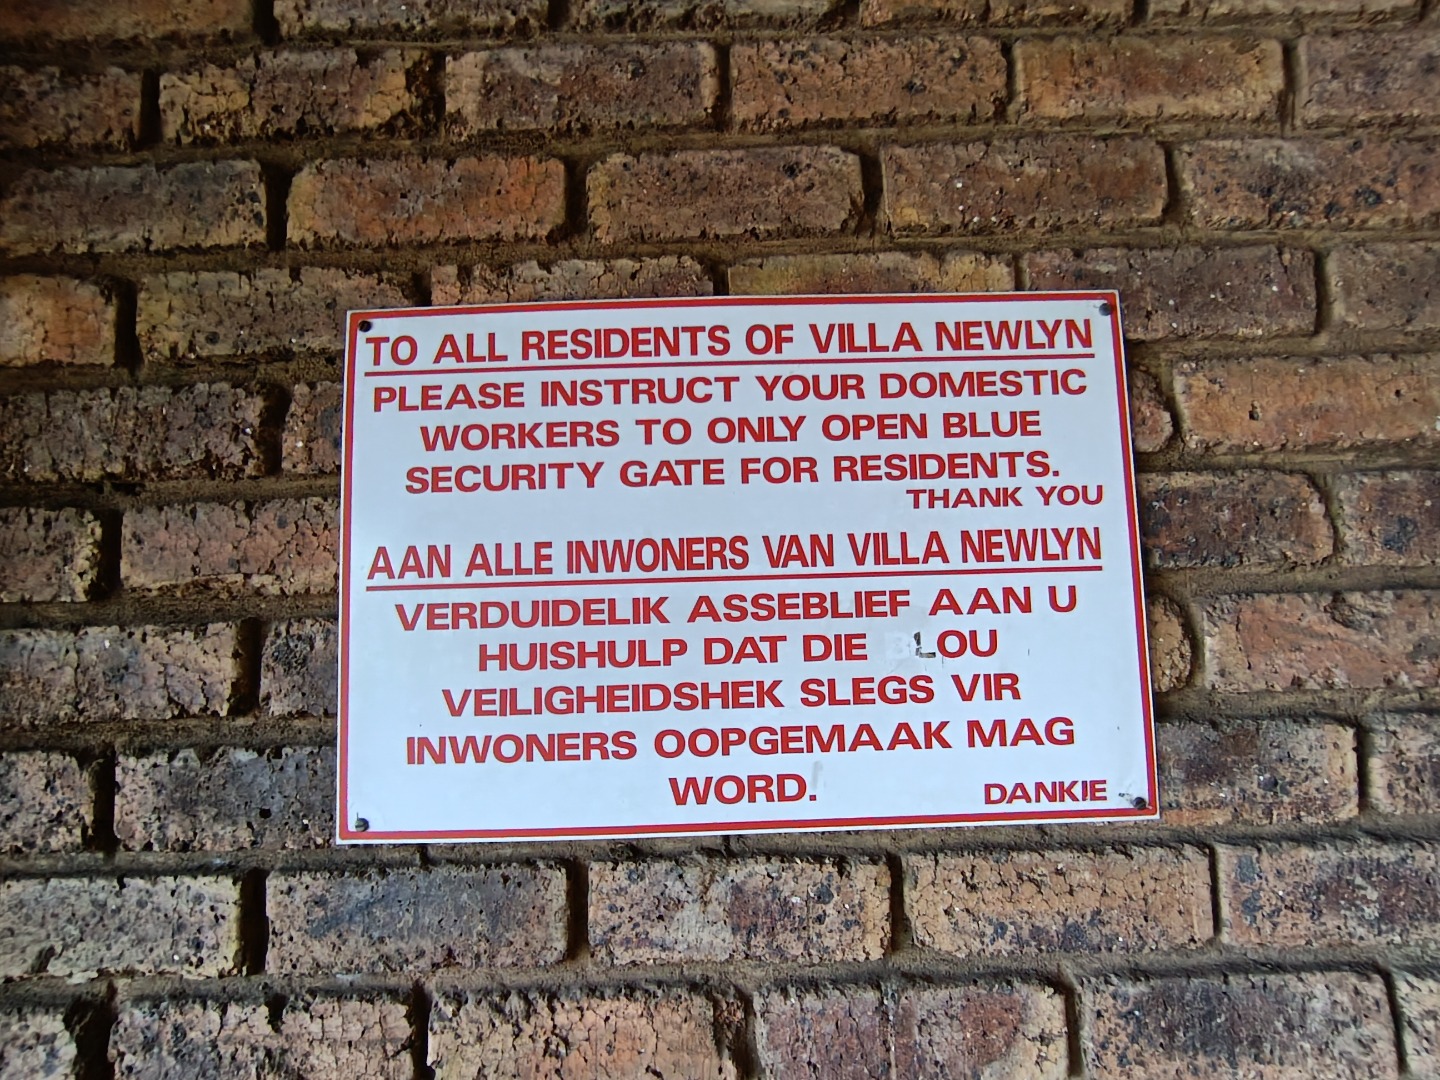 TO ALL RESIDENTS OF VILLA NEWLYN
PLEASE INSTRUCT YOUR DOMESTIC
WORKERS TO ONLY OPEN BLUE
SECURITY GATE FOR RESIDENTS.
THANK YOU
AAN ALLE INWONERS VAN VILLA NEWLYN
VERDUIDELIK ASSEBLIEF AAN U
HUISHULP DAT DIE BLOU
VEILIGHEIDSHEK SLEGS VIR
INWONERS OOPGEMAAK MAG
WORD.
DANKIE